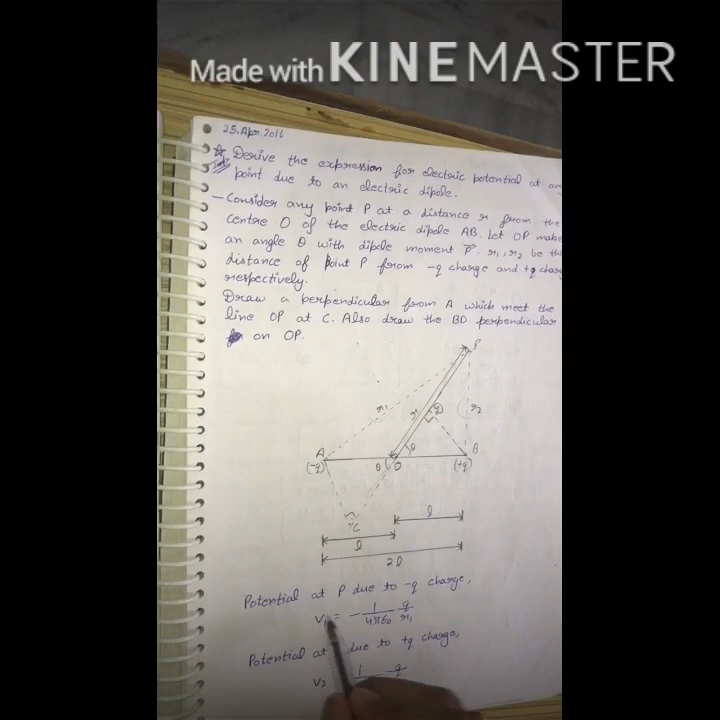 Made with KINEMASTER
25.Apr.2016
Derive the expression for electric potential at an
point due to an electric dipole.
- Consider any point P at a distance r from the
centre O of the electric dipole AB. Let OP make
an angle θ with dipole moment P. r₁, r₂ be the
distance of point P from -q charge and +q char
respectively.
Draw a perpendicular from A which meet the
line OP at C. Also draw the BD perpendicular
on OP.
P
r₁
r
r₂
θ
A
B
(-q)
θ
O
(+q)
C
l
l
2l
Potential at P due to -q charge,
V₁ = - 1/4πε₀ q/r₁
Potential at due to +q charge,
V₂ 1 q